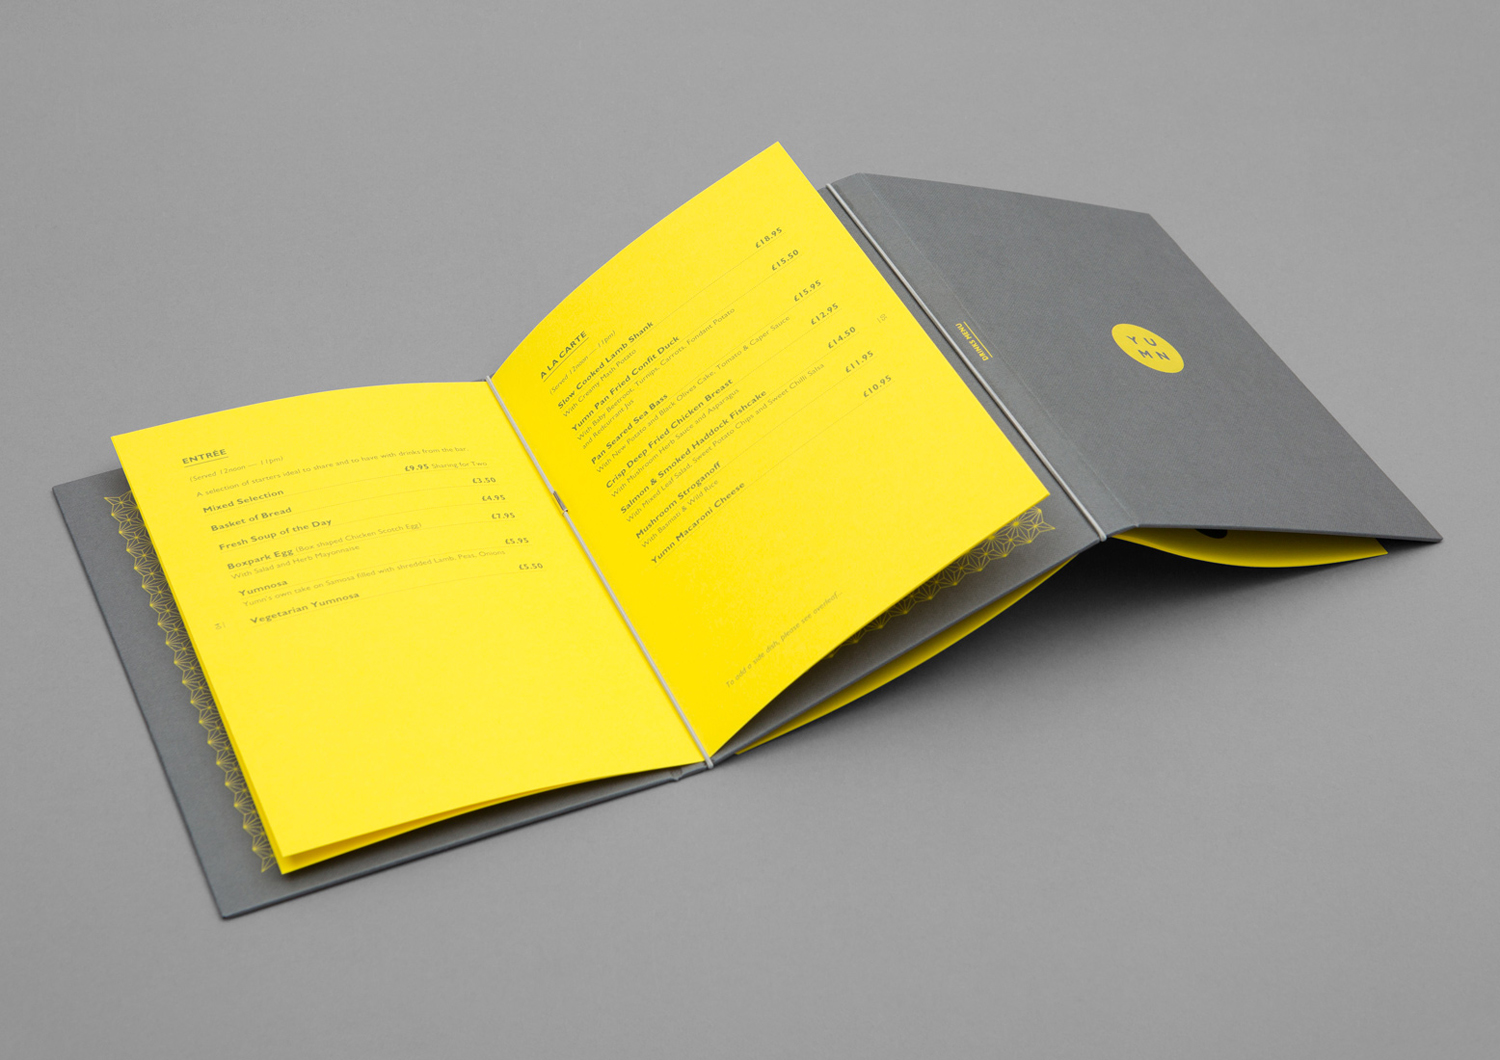 ENTRÉE
(Served 12noon — 11pm)
A selection of starters ideal to share and to have with drinks from the bar.
Mixed Selection £9.95 Sharing for Two
Basket of Bread £3.50
Fresh Soup of the Day £4.95
Boxpark Egg (Box shaped Chicken Scotch Egg) £7.95
With Salad and Herb Mayonnaise
Yumnosa £5.95
Yumn's own take on Samosa filled with shredded Lamb, Peas, Onions
Vegetarian Yumnosa £5.50
A LA CARTE
(Served 12noon — 11pm)
Slow Cooked Lamb Shank £18.95
With Creamy Mash Potato
Yumn Pan Fried Confit Duck £15.50
With Baby Beetroot, Turnips, Carrots, Fondant Potato
and Redcurrant Jus
Pan Seared Sea Bass £15.95
With New Potato and Black Olives Cake, Tomato & Caper Sauce
Crisp Deep Fried Chicken Breast £12.95
With Mushroom Herb Sauce and Asparagus
Salmon & Smoked Haddock Fishcake £14.50
With Mixed Leaf Salad, Sweet Potato Chips and Sweet Chilli Salsa
Mushroom Stroganoff £11.95
With Basmati & Wild Rice
Yumn Macaroni Cheese £10.95
To add a side dish, please see overleaf...
DRINKS MENU
YU
MN